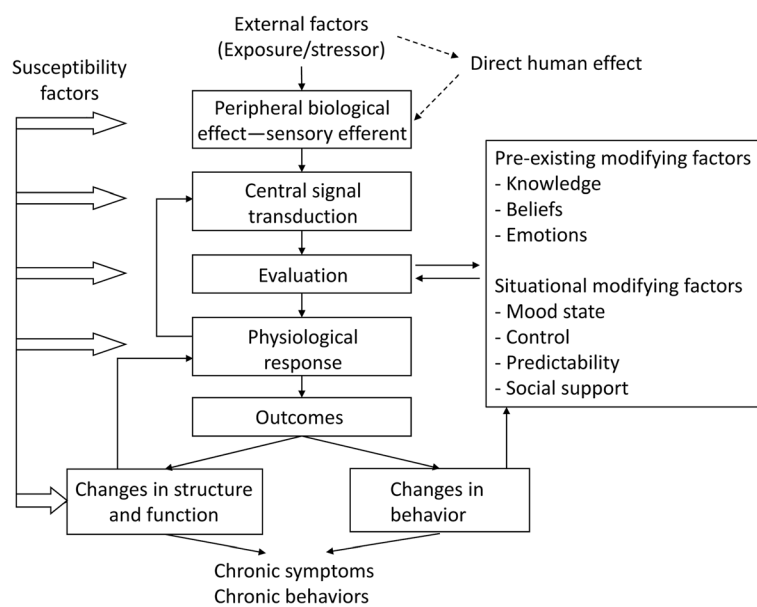 External factors
(Exposure/stressor)
Direct human effect
Susceptibility
factors
Peripheral biological
effect—sensory efferent
Central signal
transduction
Evaluation
Physiological
response
Outcomes
Pre-existing modifying factors
- Knowledge
- Beliefs
- Emotions
Situational modifying factors
- Mood state
- Control
- Predictability
- Social support
Changes in structure
and function
Changes in
behavior
Chronic symptoms
Chronic behaviors